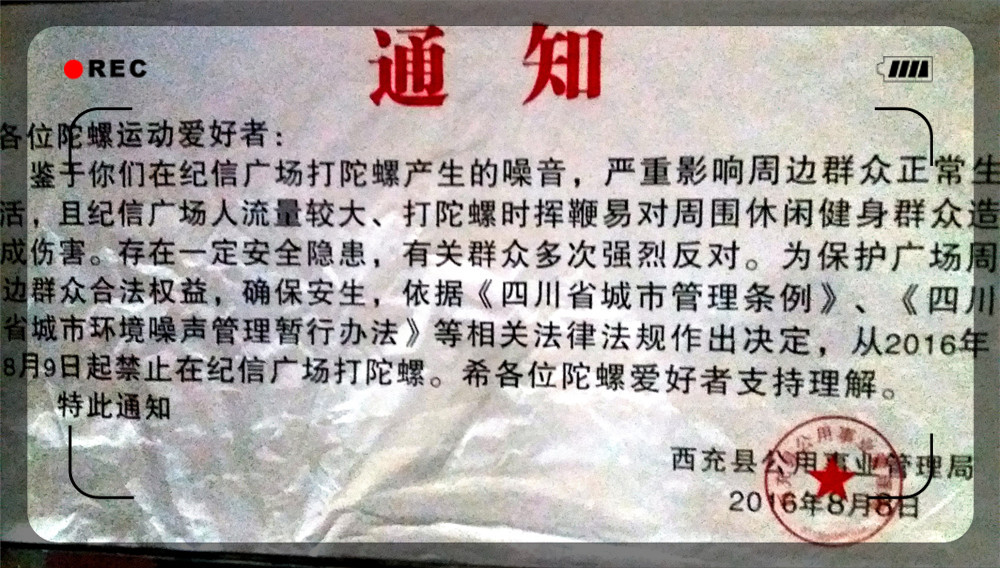 通知
REC
各位陀螺运动爱好者:
鉴于你们在纪信广场打陀螺产生的噪音，严重影响周边群众正常生
活，且纪信广场人流量较大、打陀螺时挥鞭易对周围休闲健身群众造
成伤害。存在一定安全隐患，有关群众多次强烈反对。为保护广场周
边群众合法权益，确保安生，依据《四川省城市管理条例》、《四川
省城市环境噪声管理暂行办法》等相关法律法规作出决定，从2016年
8月9日起禁止在纪信广场打陀螺。希各位陀螺爱好者支持理解。
特此通知
西充县公用事业管理局
2016年8月8日
公用事业